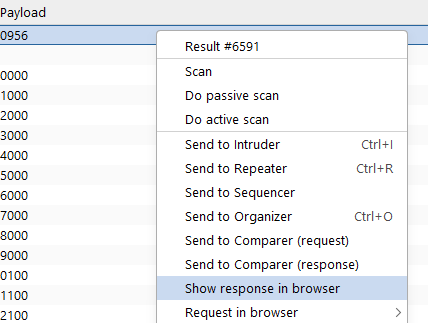 Payload
0956
Result #6591
Scan
0000
Do passive scan
1000
Do active scan
2000
3000
Send to Intruder Ctrl+I
4000
Send to Repeater Ctrl+R
5000
Send to Sequencer
6000
Send to Organizer Ctrl+O
7000
Send to Comparer (request)
8000
Send to Comparer (response)
9000
0100
Show response in browser
1100
Request in browser
2100